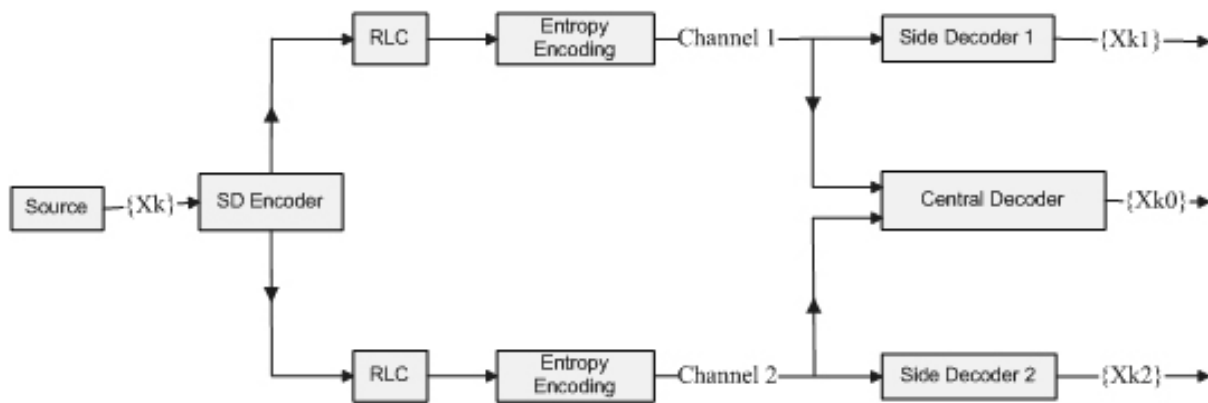 RLC
Entropy
Encoding
Channel 1
Side Decoder 1
{Xk1}
Source
{Xk}
SD Encoder
Central Decoder
{Xk0}
RLC
Entropy
Encoding
Channel 2
Side Decoder 2
{Xk2}